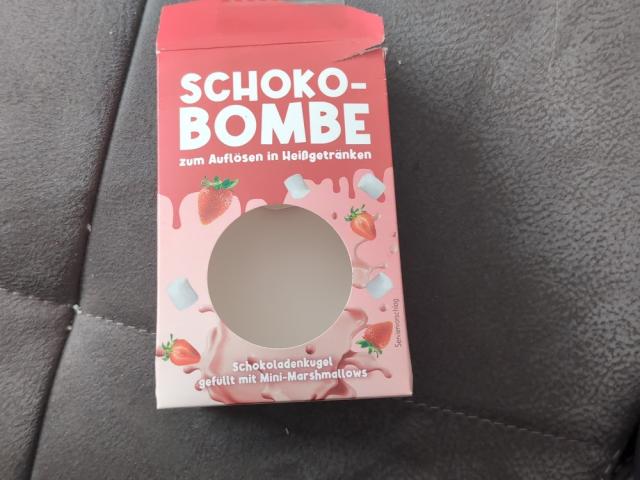 SCHOKO-
BOMBE
zum Auflösen in Heißgetränken
Schokoladenkugel
gefüllt mit Mini-Marshmallows
Serviervorschlag